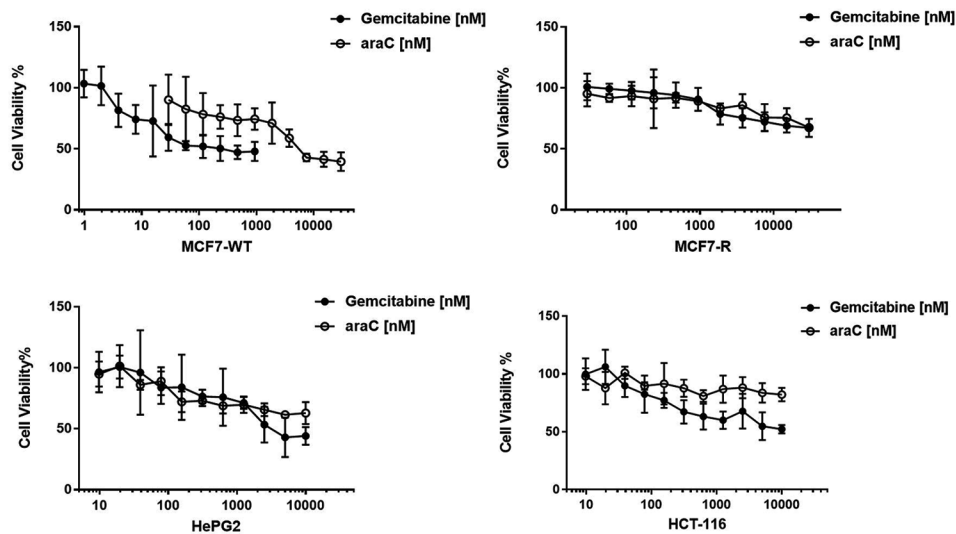 Gemcitabine [nM]
araC [nM]
Cell Viability %
150
100
50
0
1 10 100 1000 10000
MCF7-WT
Gemcitabine [nM]
araC [nM]
Cell Viability%
150
100
50
0
100 1000 10000
MCF7-R
Gemcitabine [nM]
araC [nM]
Cell Viability%
150
100
50
0
10 100 1000 10000
HePG2
Gemcitabine [nM]
araC [nM]
Cell Viability %
150
100
50
0
10 100 1000 10000
HCT-116